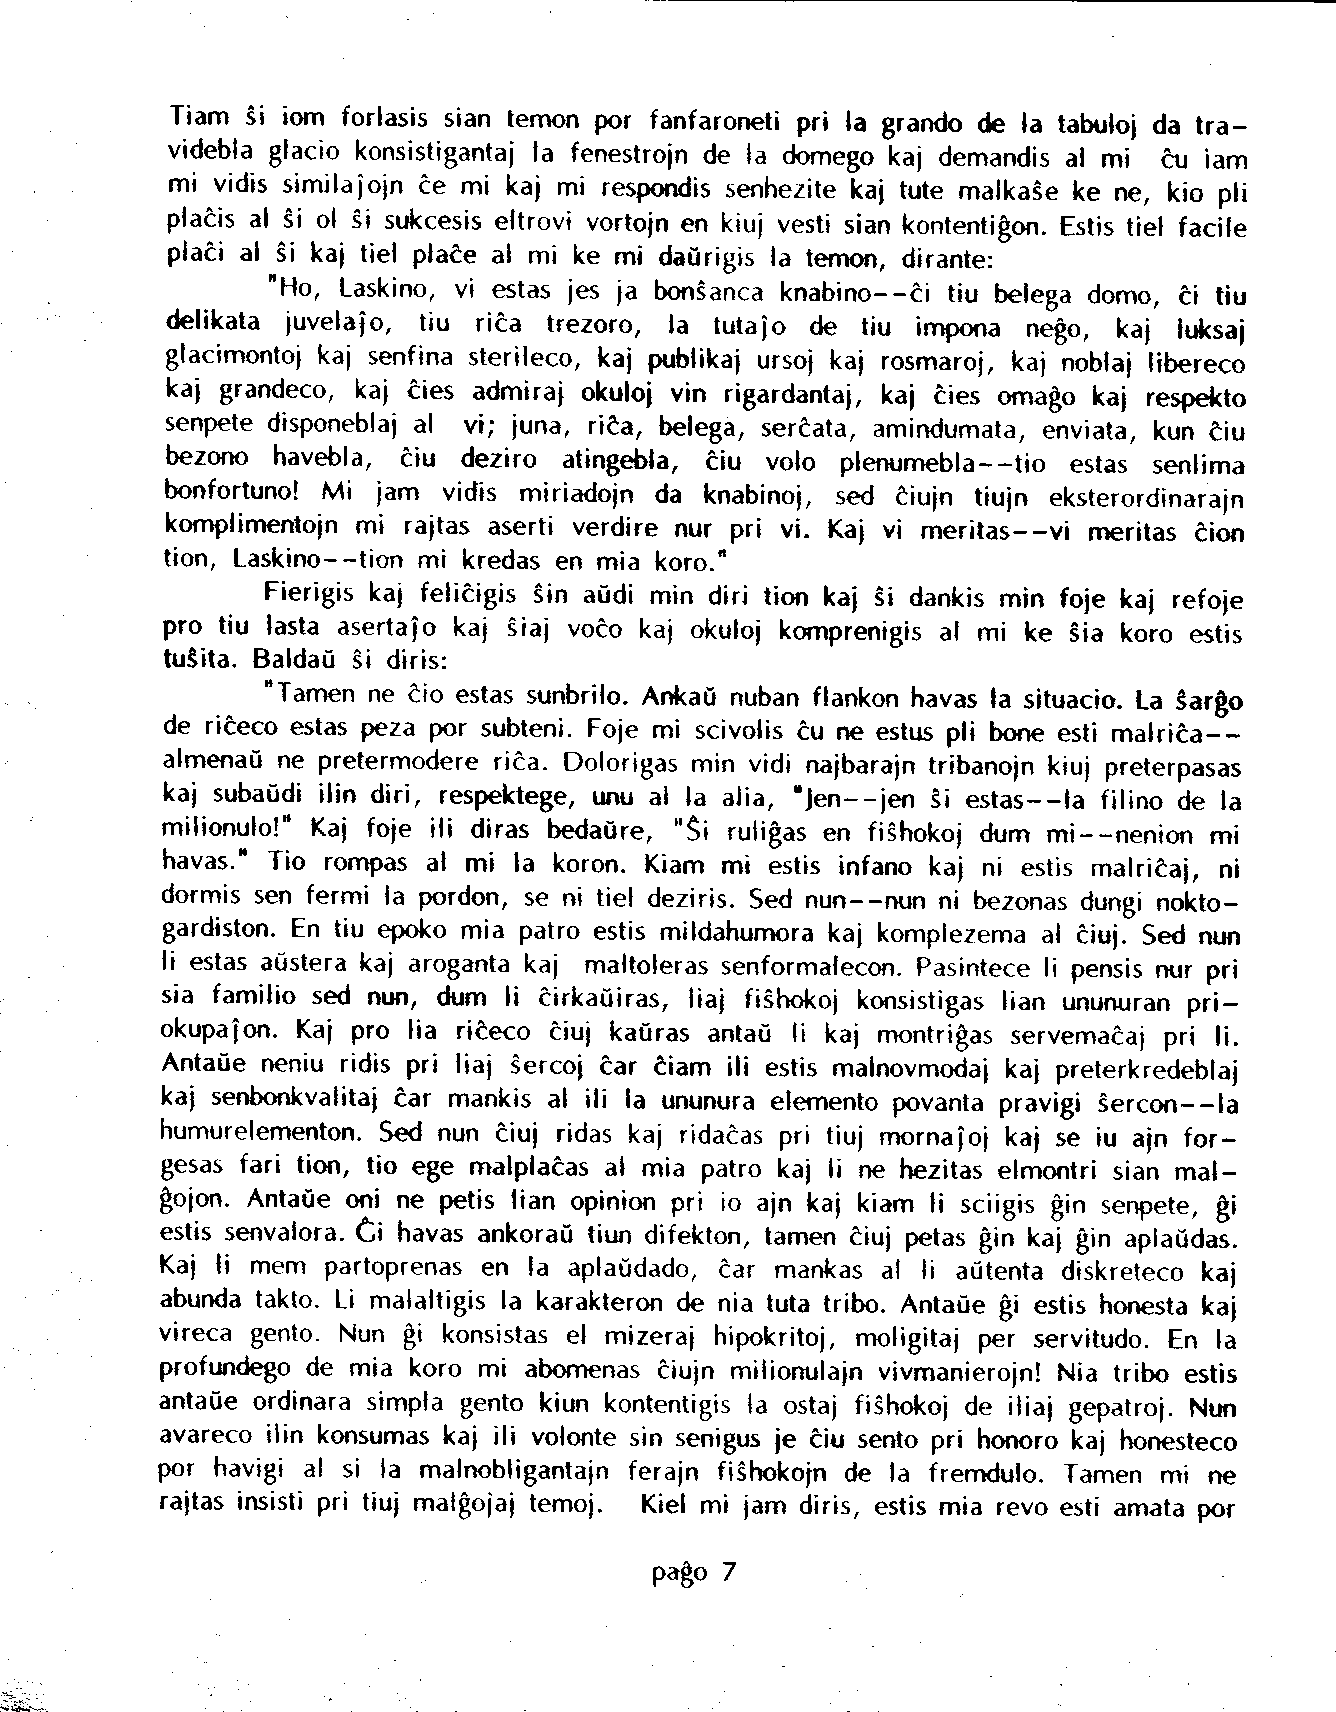 Tiam ŝi iom forlasis sian temon por fanfaroneti pri la grando de la tabuloj da tra-
videbla glacio konsistigantaj la fenestrojn de la domego kaj demandis al mi ĉu iam
mi vidis similaĵojn ĉe mi kaj mi respondis senhezite kaj tute malkaŝe ke ne, kio pli
plaĉis al ŝi ol ŝi sukcesis eltrovi vortojn en kiuj vesti sian kontentiĝon. Estis tiel facile
plaĉi al ŝi kaj tiel plaĉe al mi ke mi daŭrigis la temon, dirante:
"Ho, Laskino, vi estas jes ja bonŝanca knabino--ĉi tiu belega domo, ĉi tiu
delikata juvelaĵo, tiu riĉa trezoro, la tutaĵo de tiu impona neĝo, kaj luksaj
glacimontoj kaj senfina sterileco, kaj publikaj ursoj kaj rosmaroj, kaj noblaj libereco
kaj grandeco, kaj ĉies admiraj okuloj vin rigardantaj, kaj ĉies omaĝo kaj respekto
senpete disponeblaj al vi; juna, riĉa, belega, serĉata, amindumata, enviata, kun ĉiu
bezono havebla, ĉiu deziro atingebla, ĉiu volo plenumebla--tio estas senlima
bonfortuno! Mi jam vidis miriadojn da knabinoj, sed ĉiujn tiujn eksterordinarajn
komplimentojn mi rajtas aserti verdire nur pri vi. Kaj vi meritas--vi meritas ĉion
tion, Laskino--tion mi kredas en mia koro."
Fierigis kaj feliĉigis ŝin aŭdi min diri tion kaj ŝi dankis min foje kaj refoje
pro tiu lasta asertaĵo kaj ŝiaj voĉo kaj okuloj komprenigis al mi ke ŝia koro estis
tuŝita. Baldaŭ ŝi diris:
"Tamen ne ĉio estas sunbrilo. Ankaŭ nuban flankon havas la situacio. La ŝarĝo
de riĉeco estas peza por subteni. Foje mi scivolis ĉu ne estus pli bone esti malriĉa--
almenaŭ ne pretermodere riĉa. Dolorigas min vidi najbarajn tribanojn kiuj preterpasas
kaj subaŭdi ilin diri, respektege, unu al la alia, "Jen--jen ŝi estas--la filino de la
milionulo!" Kaj foje ili diras bedaŭre, "Ŝi ruliĝas en fiŝhokoj dum mi--nenion mi
havas." Tio rompas al mi la koron. Kiam mi estis infano kaj ni estis malriĉaj, ni
dormis sen fermi la pordon, se ni tiel deziris. Sed nun--nun ni bezonas dungi nokto-
gardiston. En tiu epoko mia patro estis mildahumora kaj komplezema al ĉiuj. Sed nun
li estas aŭstera kaj aroganta kaj maltoleras senformalecon. Pasintece li pensis nur pri
sia familio sed nun, dum li ĉirkaŭiras, liaj fiŝhokoj konsistigas lian ununuran pri-
okupaĵon. Kaj pro lia riĉeco ĉiuj kaŭras antaŭ li kaj montriĝas servemaĉaj pri li.
Antaŭe neniu ridis pri liaj ŝercoj ĉar ĉiam ili estis malnovmodaj kaj preterkredeblaj
kaj senbonkvalitaj ĉar mankis al ili la ununura elemento povanta pravigi ŝercon--la
humurelementon. Sed nun ĉiuj ridas kaj ridaĉas pri tiuj mornaĵoj kaj se iu ajn for-
gesas fari tion, tio ege malplaĉas al mia patro kaj li ne hezitas elmontri sian mal-
ĝojon. Antaŭe oni ne petis lian opinion pri io ajn kaj kiam li sciigis ĝin senpete, ĝi
estis senvalora. Ĝi havas ankoraŭ tiun difekton, tamen ĉiuj petas ĝin kaj ĝin aplaŭdas.
Kaj li mem partoprenas en la aplaŭdado, ĉar mankas al li aŭtenta diskreteco kaj
abunda takto. Li malaltigis la karakteron de nia tuta tribo. Antaŭe ĝi estis honesta kaj
vireca gento. Nun ĝi konsistas el mizeraj hipokritoj, moligitaj per servitudo. En la
profundego de mia koro mi abomenas ĉiujn milionulajn vivmanierojn! Nia tribo estis
antaŭe ordinara simpla gento kiun kontentigis la ostaj fiŝhokoj de iliaj gepatroj. Nun
avareco ilin konsumas kaj ili volonte sin senigus je ĉiu sento pri honoro kaj honesteco
por havigi al si la malnobligantajn ferajn fiŝhokojn de la fremdulo. Tamen mi ne
rajtas insisti pri tiuj malĝojaj temoj. Kiel mi jam diris, estis mia revo esti amata por
paĝo 7